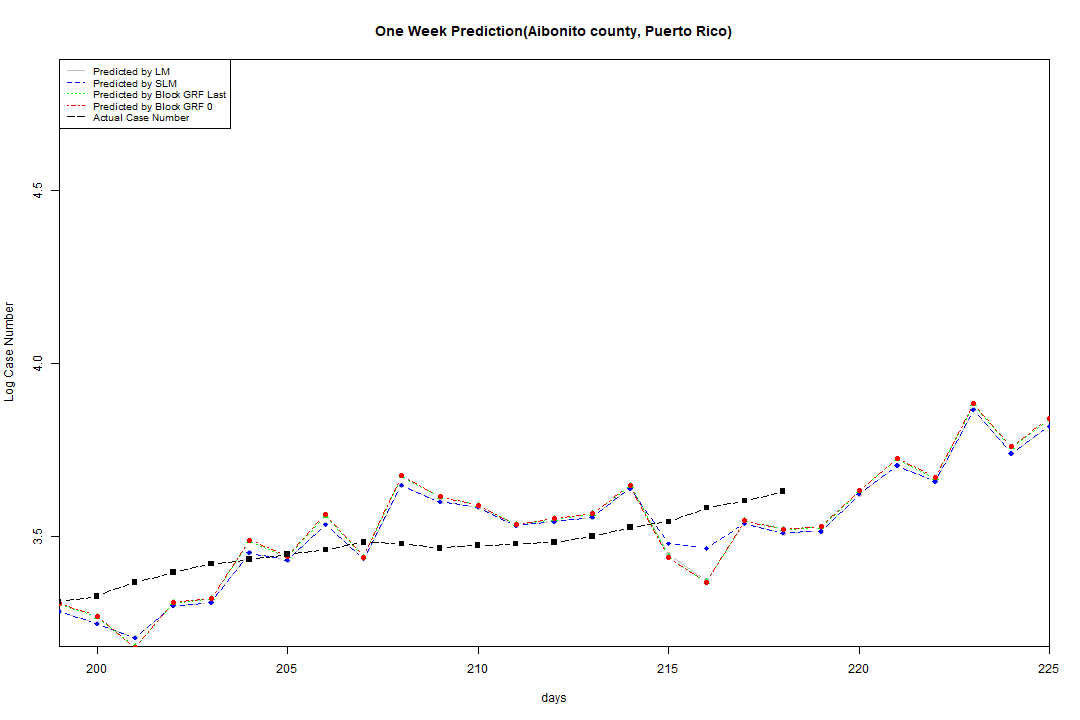 One Week Prediction(Aibonito county, Puerto Rico)
Predicted by LM
Predicted by SLM
Predicted by Block GRF Last
Predicted by Block GRF 0
Actual Case Number
4.5
4.0
3.5
Log Case Number
200 205 210 215 220 225
days